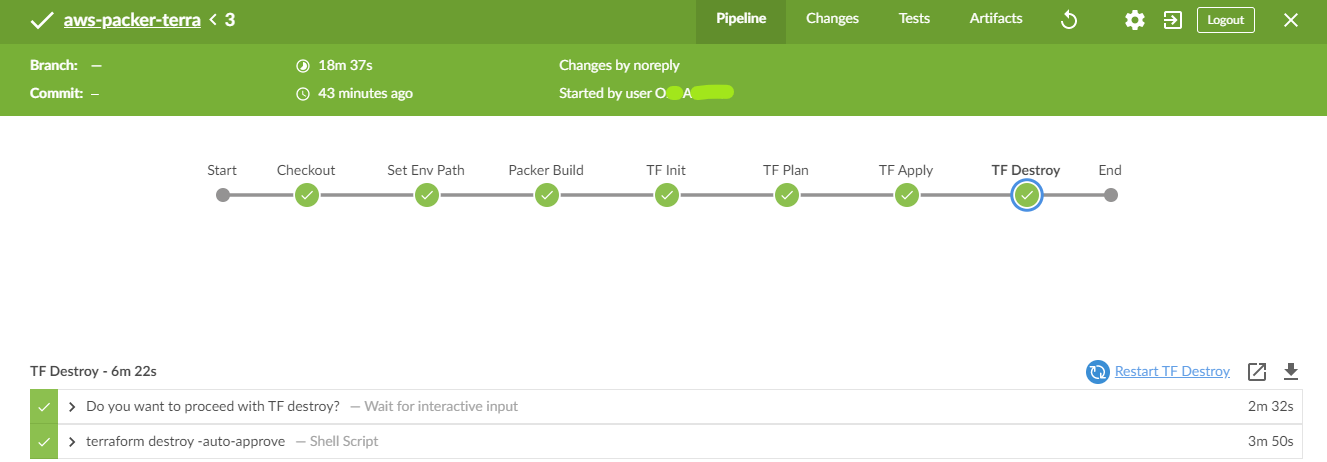 aws-packer-terra < 3 Pipeline Changes Tests Artifacts Logout
Branch: — 18m 37s Changes by noreply
Commit: – 43 minutes ago Started by user O A
Start Checkout Set Env Path Packer Build TF Init TF Plan TF Apply TF Destroy End
TF Destroy - 6m 22s Restart TF Destroy
Do you want to proceed with TF destroy? — Wait for interactive input 2m 32s
terraform destroy -auto-approve — Shell Script 3m 50s